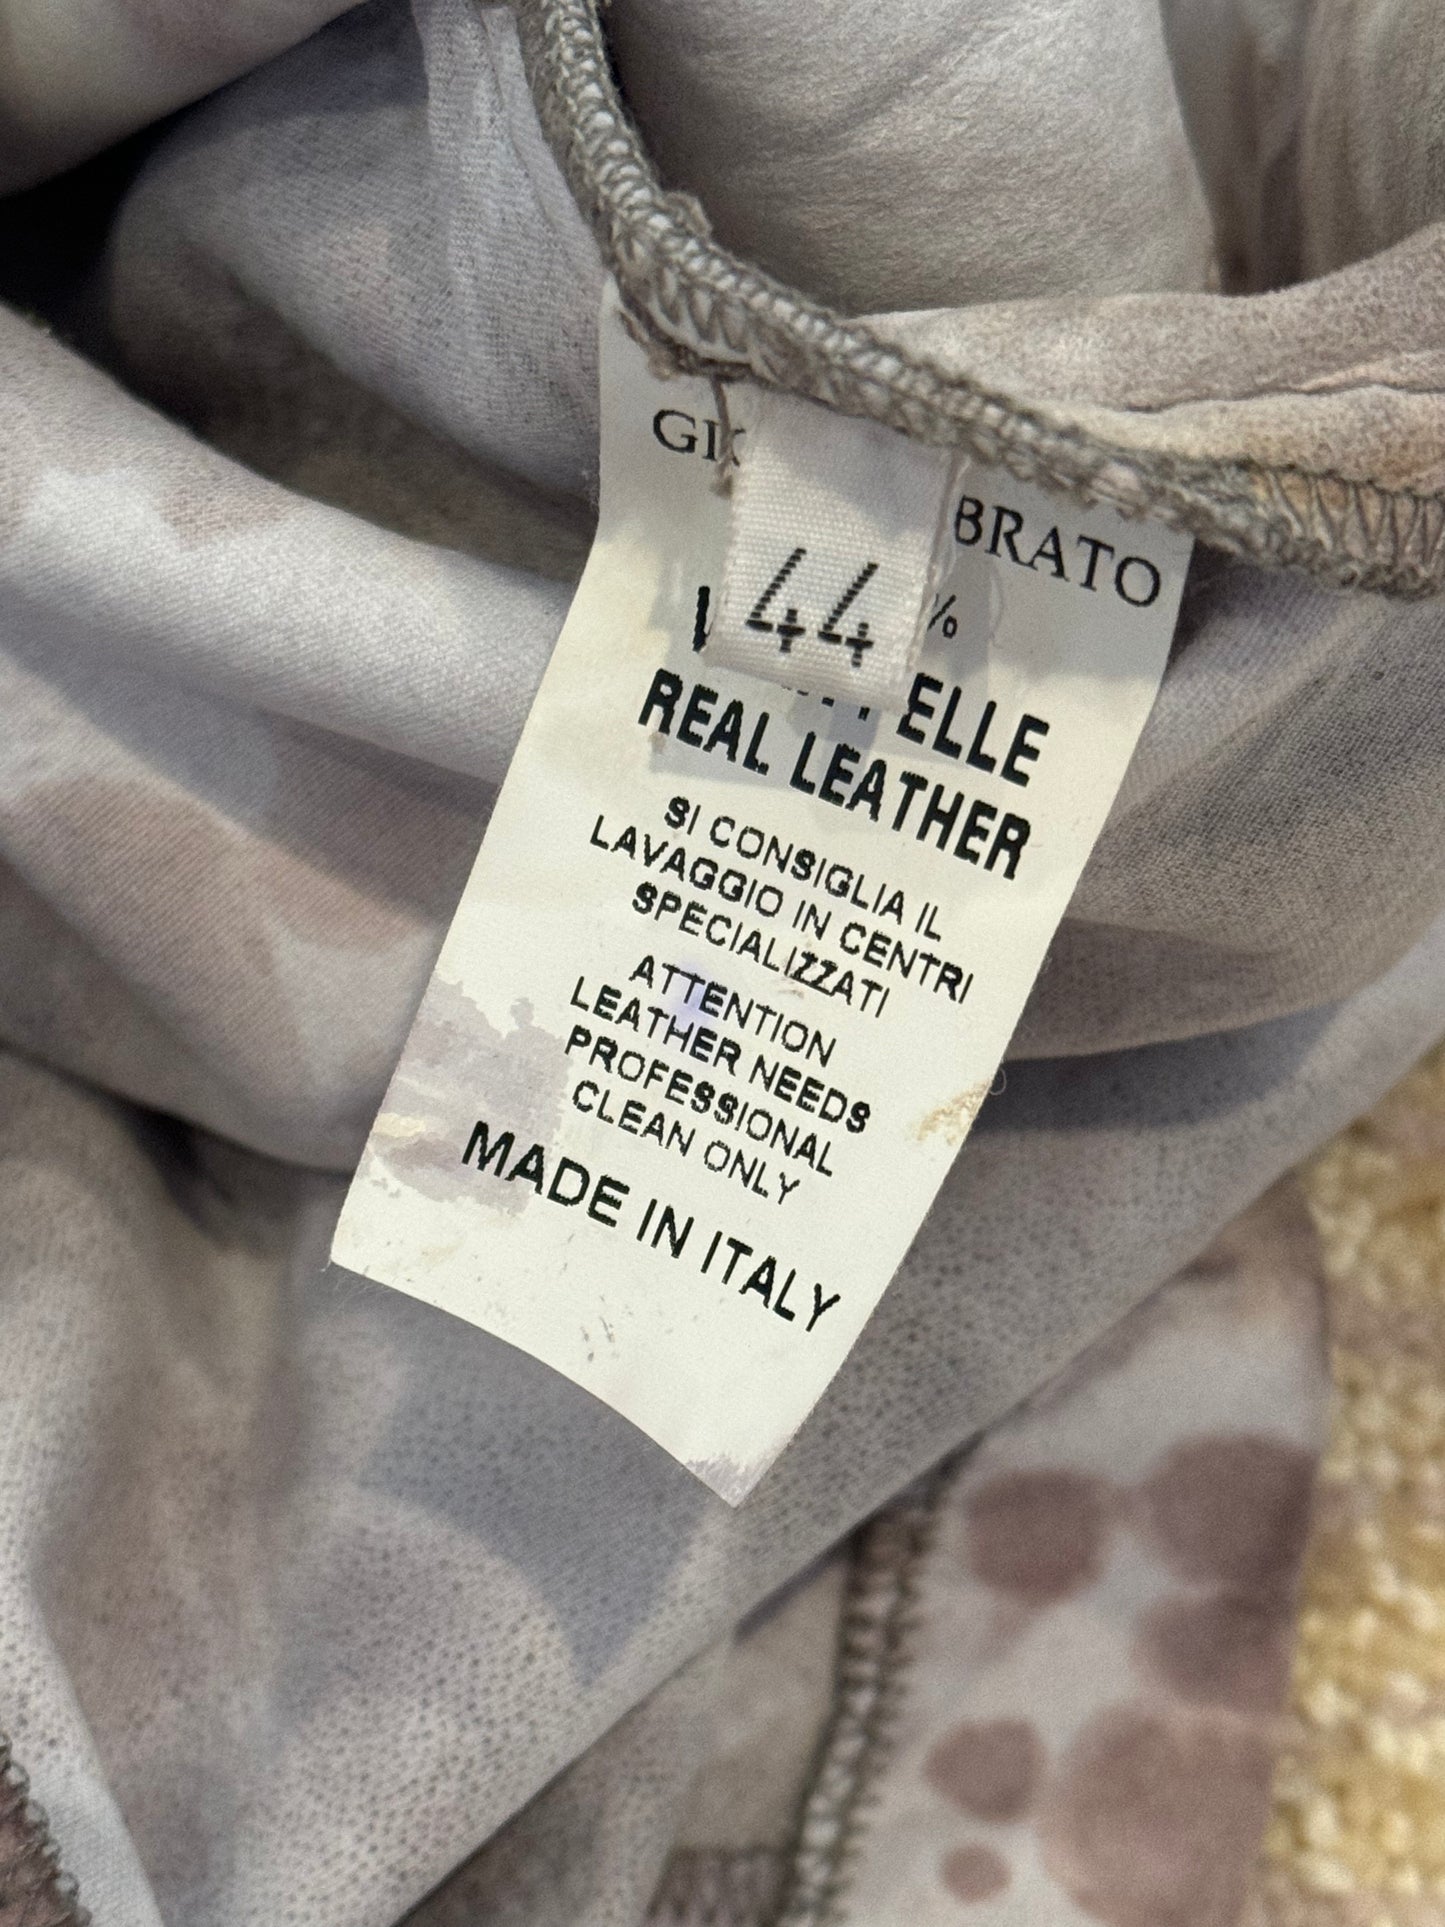 BRATO
44
%
REAL LEATHER
SI CONSIGLIA IL
LAVAGGIO IN CENTRI
SPECIALIZZATI
ATTENTION
LEATHER NEEDS
PROFESSIONAL
CLEAN ONLY
MADE IN ITALY